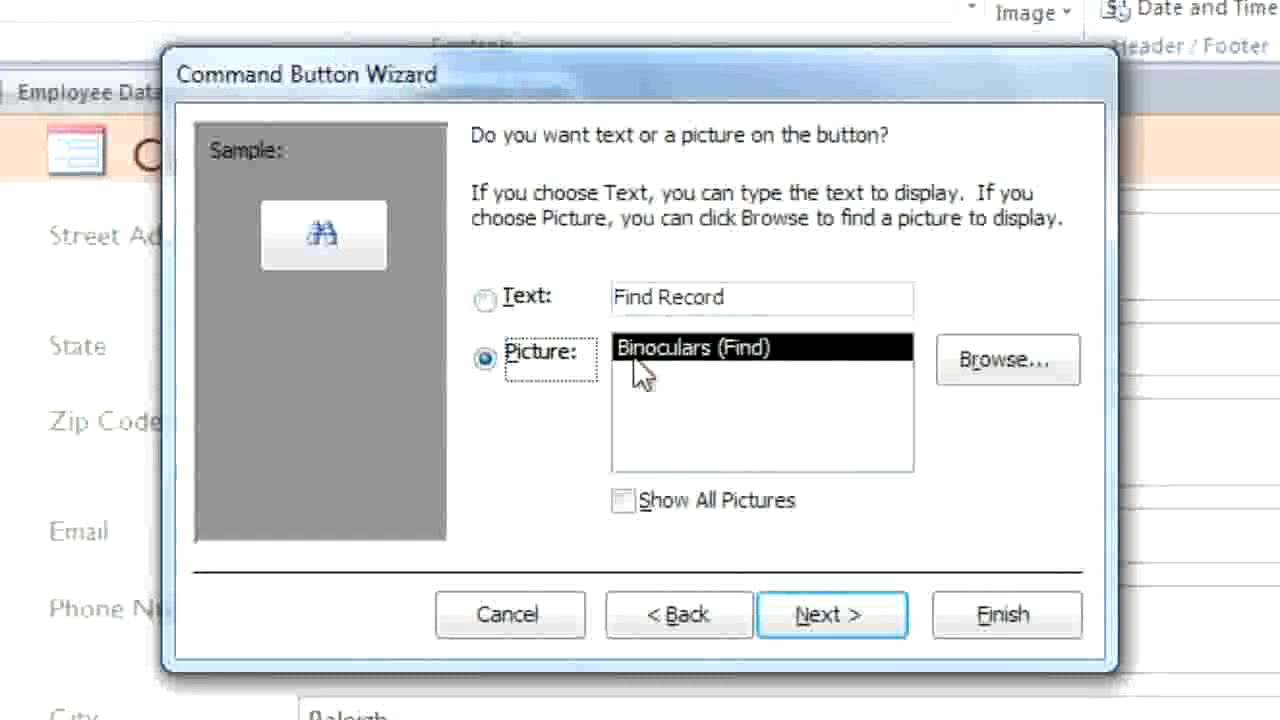 Image
Date and Time
Header / Footer
Command Button Wizard
Employee Data
Sample:
Do you want text or a picture on the button?
If you choose Text, you can type the text to display. If you
choose Picture, you can click Browse to find a picture to display.
Street Ad
Text:
Find Record
State
Picture:
Binoculars (Find)
Browse...
Zip Code
Show All Pictures
Email
Phone Nu
Cancel
< Back
Next >
Finish
City
Raleigh